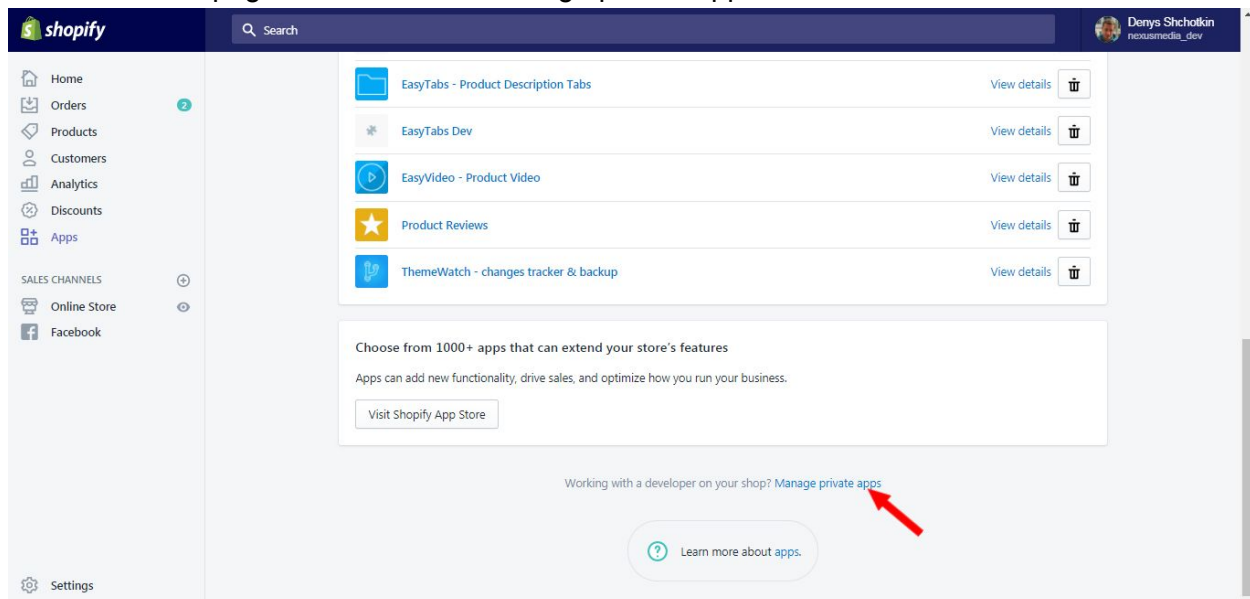 shopify
Search
Denys Shchotkin
nexusmedia_dev
Home
Orders 2
Products
Customers
Analytics
Discounts
Apps
SALES CHANNELS
Online Store
Facebook
Settings
EasyTabs - Product Description Tabs View details
EasyTabs Dev View details
EasyVideo - Product Video View details
Product Reviews View details
ThemeWatch - changes tracker & backup View details
Choose from 1000+ apps that can extend your store's features
Apps can add new functionality, drive sales, and optimize how you run your business.
Visit Shopify App Store
Working with a developer on your shop? Manage private apps
Learn more about apps.